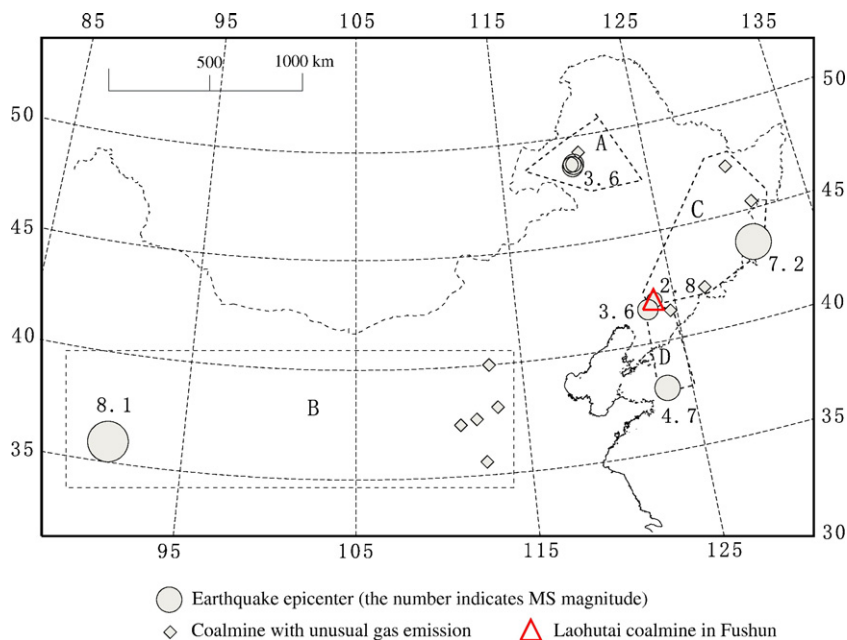 85 95 105 115 125 135
500 1000 km
50
50
A
3.6
45
45
C
7.2
2. 8
3.6
40
40
D
B
8.1
4.7
35
35
30
95 105 115 125
Earthquake epicenter (the number indicates MS magnitude)
Coalmine with unusual gas emission
Laohutai coalmine in Fushun